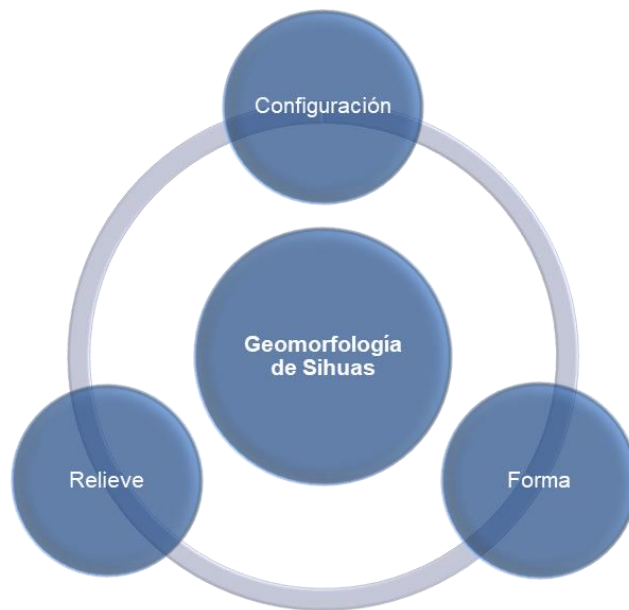 Configuración
Geomorfología
de Sihuas
Relieve
Forma